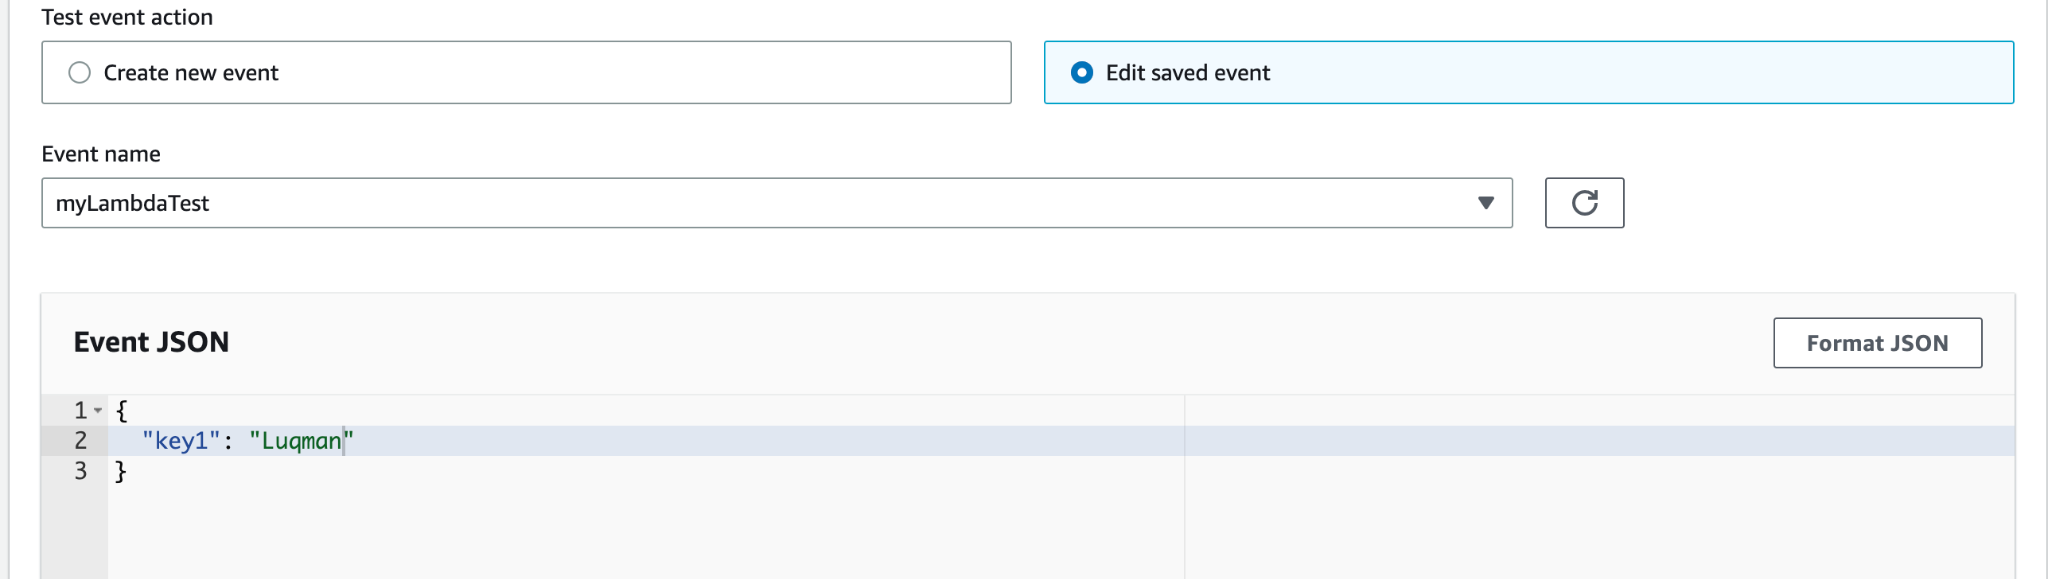 Test event action
Create new event
Edit saved event
Event name
myLambdaTest
Event JSON
Format JSON
1 {
2 "key1": "Luqman"
3 }